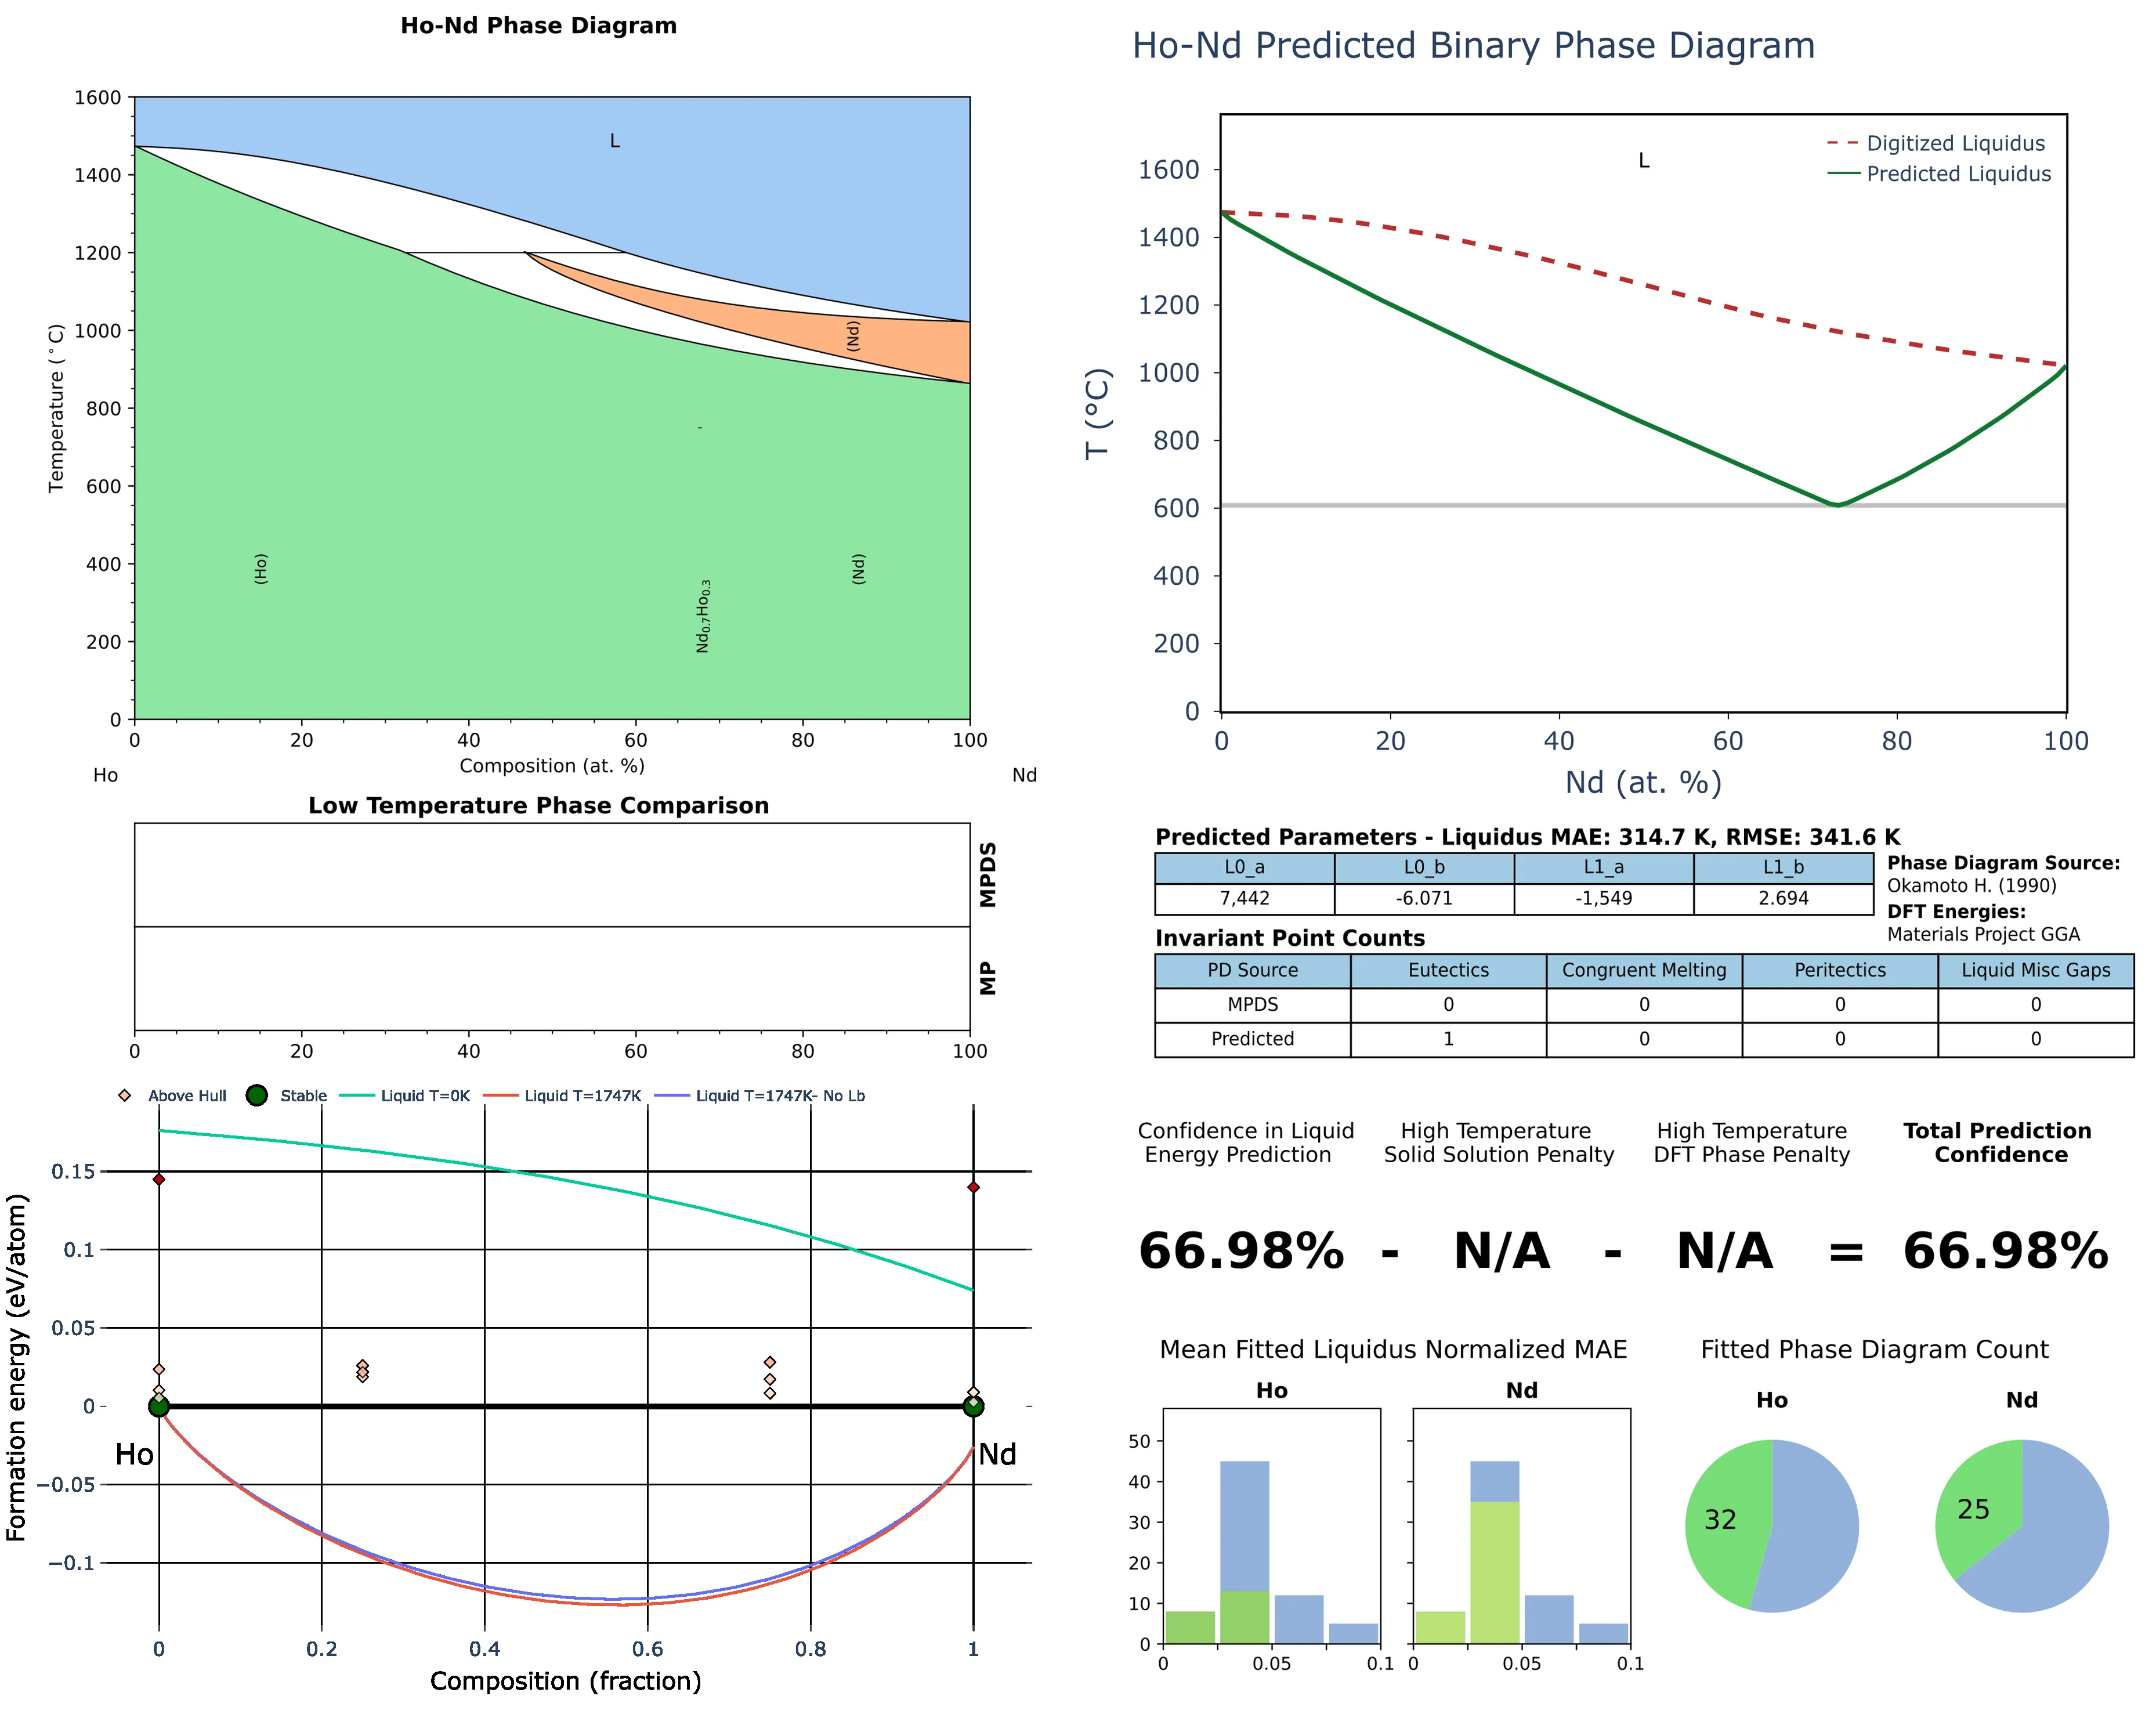 Ho-Nd Phase Diagram
1600
1400
1200
1000
800
600
400
200
0
Temperature (°C)
L
(Nd)
-
(Ho)
(Nd)
Nd0.7Ho0.3
0 20 40 60 80 100
Composition (at. %)
Ho Nd
Low Temperature Phase Comparison
MPDS
MP
0 20 40 60 80 100
Above Hull Stable Liquid T=0K Liquid T=1747K Liquid T=1747K- No Lb
0.15
0.1
0.05
0
−0.05
−0.1
Formation energy (eV/atom)
Ho Nd
0 0.2 0.4 0.6 0.8 1
Composition (fraction)
Ho-Nd Predicted Binary Phase Diagram
Digitized Liquidus
Predicted Liquidus
L
1600
1400
1200
1000
800
600
400
200
0
T (°C)
0 20 40 60 80 100
Nd (at. %)
Predicted Parameters - Liquidus MAE: 314.7 K, RMSE: 341.6 K
L0_a L0_b L1_a L1_b
7,442 -6.071 -1,549 2.694
Phase Diagram Source:
Okamoto H. (1990)
DFT Energies:
Materials Project GGA
Invariant Point Counts
PD Source Eutectics Congruent Melting Peritectics Liquid Misc Gaps
MPDS 0 0 0 0
Predicted 1 0 0 0
Confidence in Liquid
Energy Prediction
High Temperature
Solid Solution Penalty
High Temperature
DFT Phase Penalty
Total Prediction
Confidence
66.98% - N/A - N/A = 66.98%
Mean Fitted Liquidus Normalized MAE
Ho Nd
50
40
30
20
10
0
0 0.05 0.1 0 0.05 0.1
Fitted Phase Diagram Count
Ho Nd
32 25